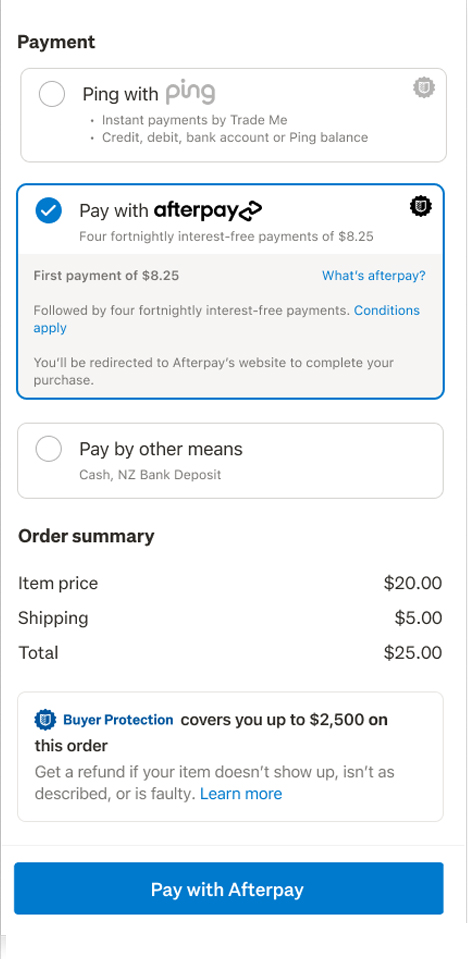 Payment
Ping with ping
• Instant payments by Trade Me
• Credit, debit, bank account or Ping balance
Pay with afterpay
Four fortnightly interest-free payments of $8.25
First payment of $8.25 What's afterpay?
Followed by four fortnightly interest-free payments. Conditions
apply
You’ll be redirected to Afterpay’s website to complete your
purchase.
Pay by other means
Cash, NZ Bank Deposit
Order summary
Item price $20.00
Shipping $5.00
Total $25.00
Buyer Protection covers you up to $2,500 on
this order
Get a refund if your item doesn’t show up, isn’t as
described, or is faulty. Learn more
Pay with Afterpay